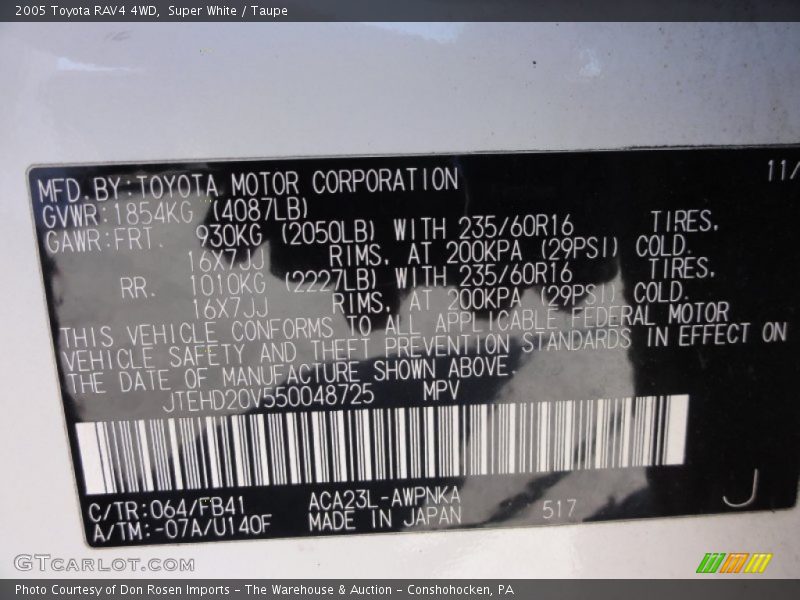 2005 Toyota RAV4 4WD, Super White / Taupe
11/
MFD.BY:TOYOTA MOTOR CORPORATION
GVWR:1854KG (4087LB)
GAWR:FRT. 930KG (2050LB) WITH 235/60R16 TIRES,
16X7JJ RIMS, AT 200KPA (29PSI) COLD.
RR. 1010KG (2227LB) WITH 235/60R16 TIRES,
16X7JJ RIMS, AT 200KPA (29PSI) COLD.
THIS VEHICLE CONFORMS TO ALL APPLICABLE FEDERAL MOTOR
VEHICLE SAFETY AND THEFT PREVENTION STANDARDS IN EFFECT ON
THE DATE OF MANUFACTURE SHOWN ABOVE.
JTEHD20V550048725 MPV
C/TR:064/FB41 ACA23L-AWPNKA
A/TM:-07A/U140F MADE IN JAPAN 517 J
GTCARLOT.COM
Photo Courtesy of Don Rosen Imports - The Warehouse & Auction - Conshohocken, PA